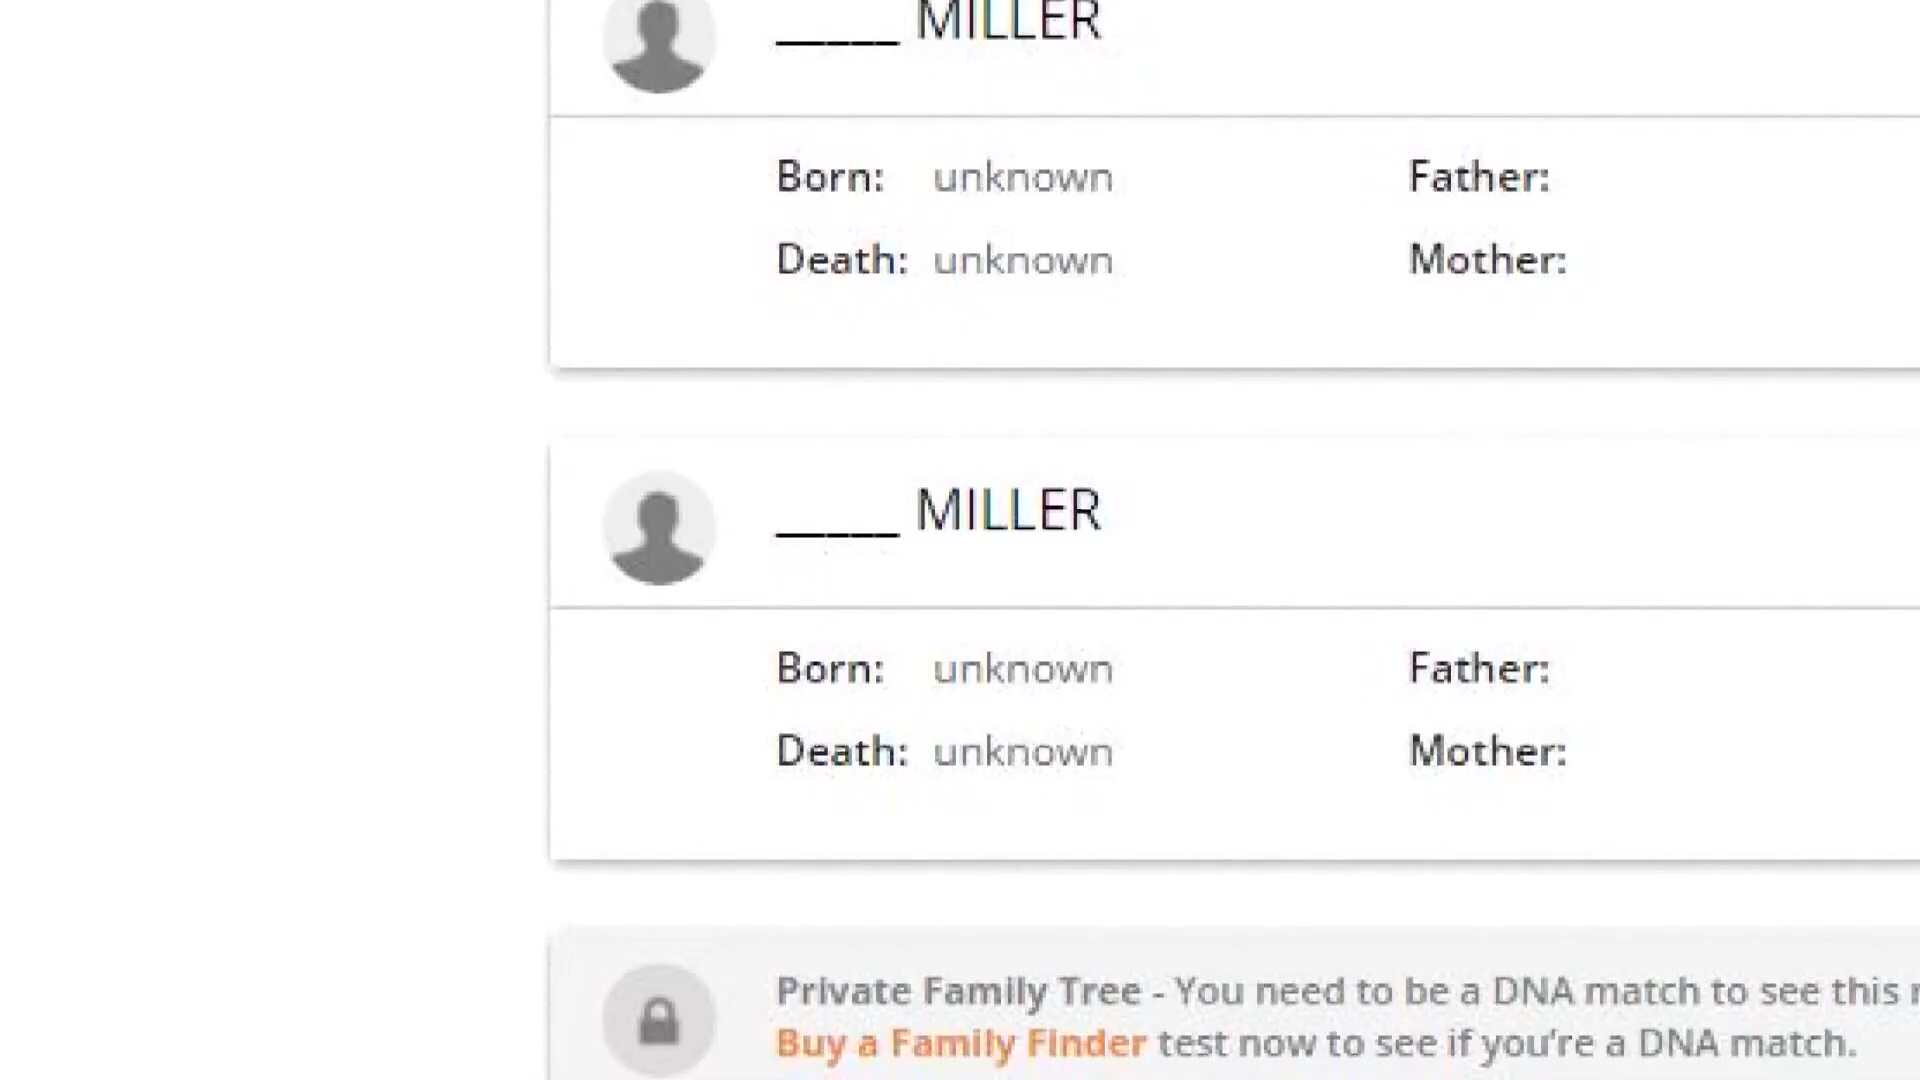 _____ MILLER
Born: unknown Father:
Death: unknown Mother:
_____ MILLER
Born: unknown Father:
Death: unknown Mother:
Private Family Tree - You need to be a DNA match to see this
Buy a Family Finder test now to see if you're a DNA match.